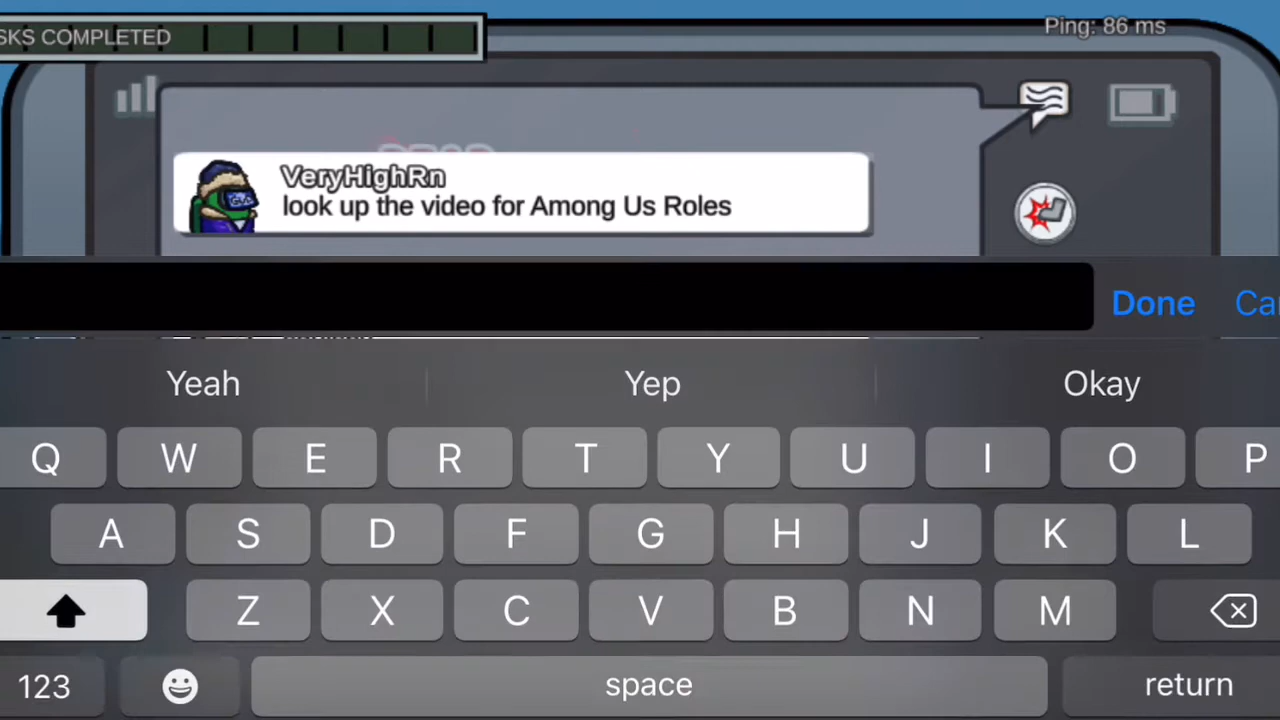 SKS COMPLETED
Ping: 86 ms
VeryHighRn
look up the video for Among Us Roles
Done
Yeah
Yep
Okay
Q W E R T Y U I O P
A S D F G H J K L
Z X C V B N M
123
space
return